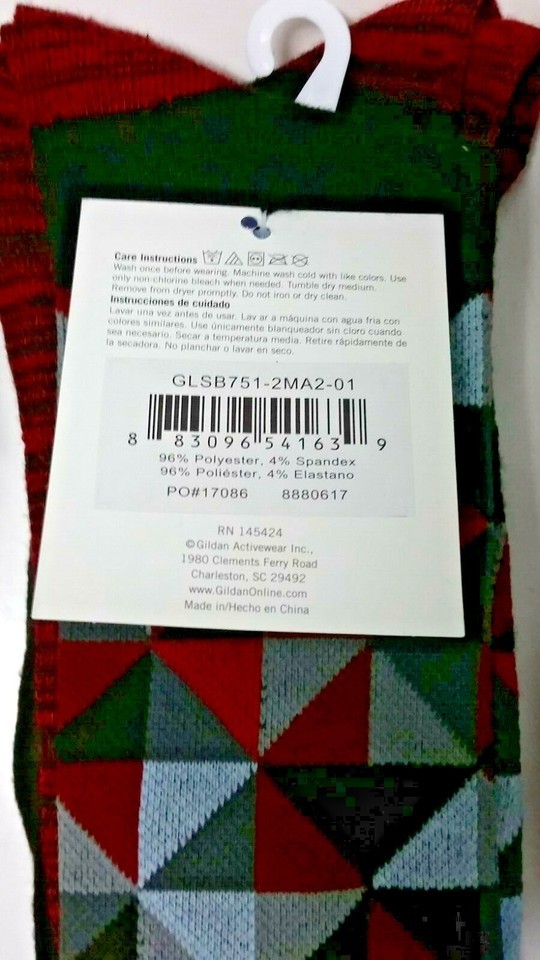 Care Instructions
Wash once before wearing. Machine wash cold with like colors. Use
only non chlorine bleach when needed. Tumble dry medium.
Remove from dryer promptly. Do not iron or dry clean.
Instrucciones de cuidado
Lavar una vez antes de usar. Lav ar a máquina con agua fria con
colores similares. Use únicamente blanqueador sin cloro cuando
sea necesario. Secar a temperatura media. Retire rápidamente de
la secadora. No planchar o lavar en seco.
GLSB751-2MA2-01
8 83096 54163 9
96% Polyester, 4% Spandex
96% Poliéster, 4% Elastano
PO#17086 8880617
RN 145424
©Gildan Activewear Inc.,
1980 Clements Ferry Road
Charleston, SC 29492
www.GildanOnline.com
Made in/Hecho en China